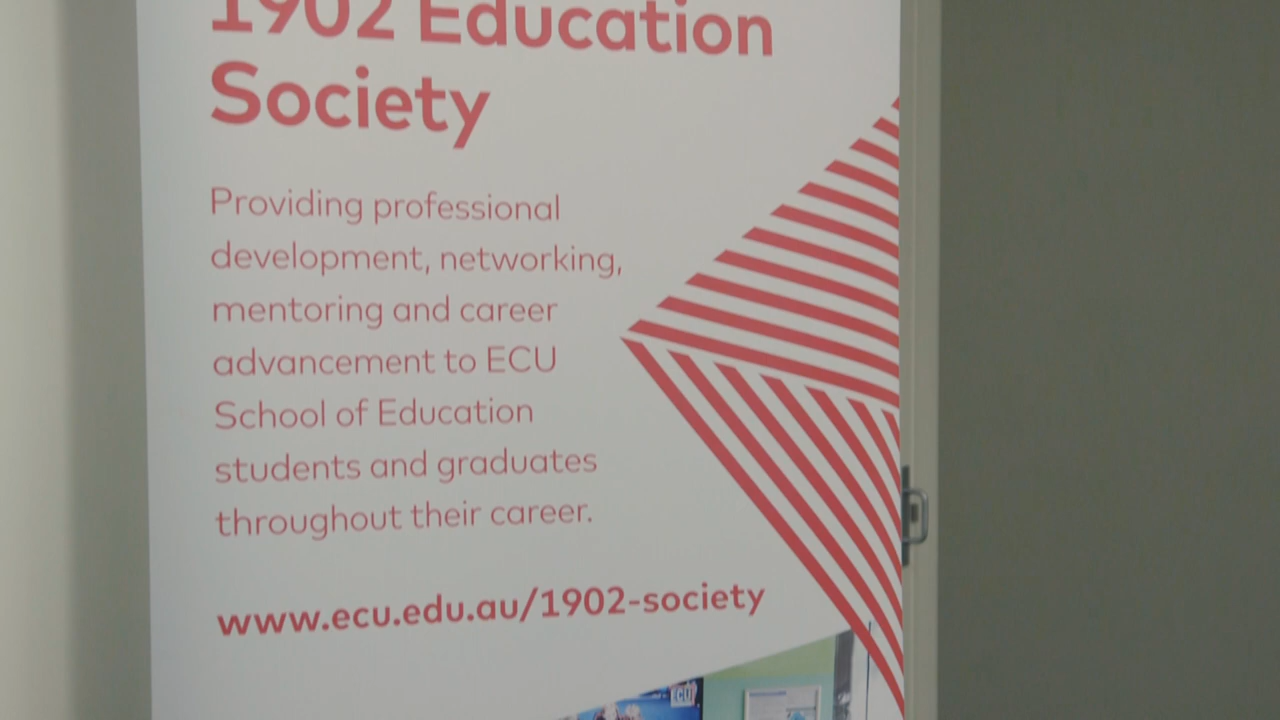 1902 Education
Society
Providing professional
development, networking,
mentoring and career
advancement to ECU
School of Education
students and graduates
throughout their career.
www.ecu.edu.au/1902-society
ECU